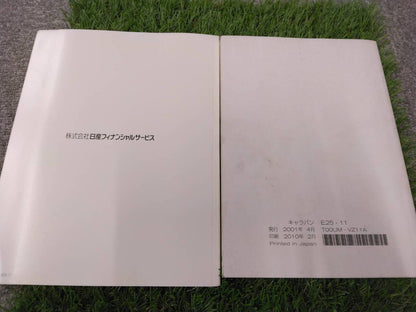 株式会社日産フィナンシャルサービス
キャラバン E25-11
発行 2001年 4月 T00UM-VZ11A
印刷 2010年 2月
Printed in Japan